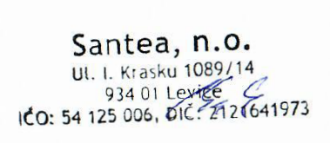 Santea, n.o.
Ul. I. Krasku 1089/14
934 01 Levice
IČO: 54 125 006, DIČ: 2121641973